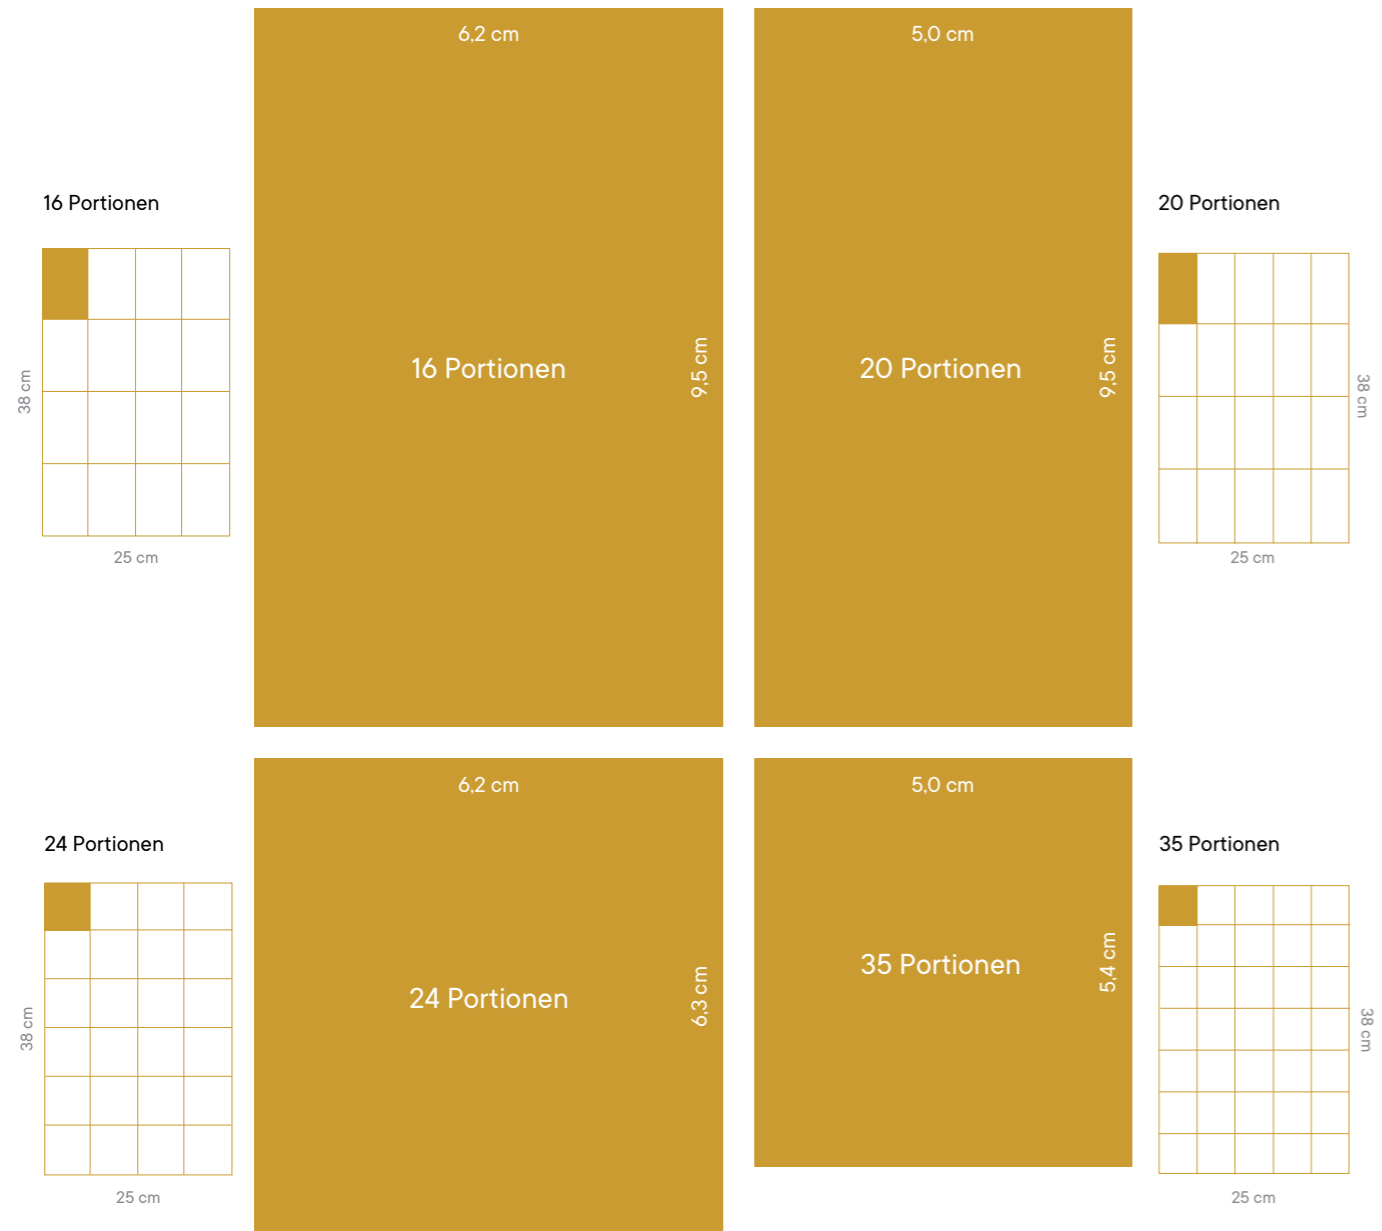 16 Portionen
38 cm
25 cm
6,2 cm
16 Portionen
9,5 cm
5,0 cm
20 Portionen
9,5 cm
20 Portionen
38 cm
25 cm
24 Portionen
38 cm
25 cm
6,2 cm
24 Portionen
6,3 cm
5,0 cm
35 Portionen
5,4 cm
35 Portionen
38 cm
25 cm